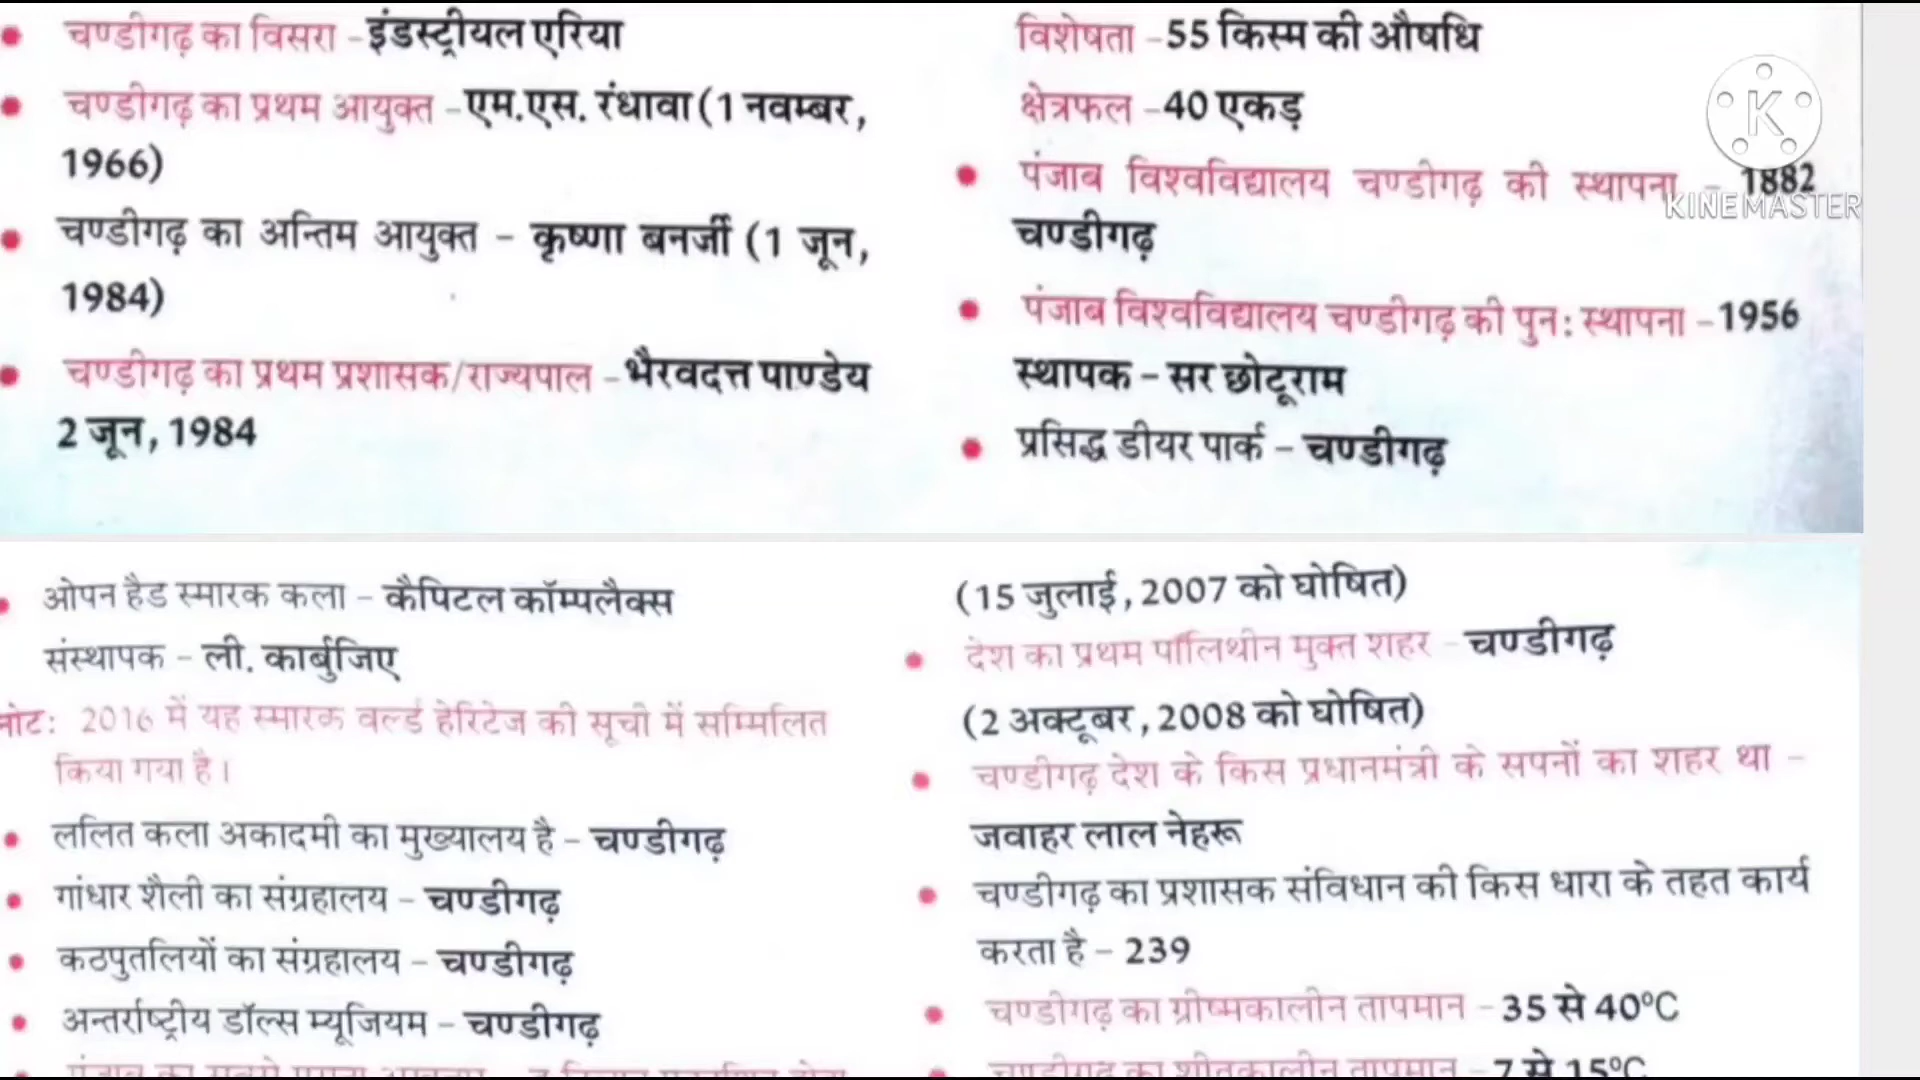 चण्डीगढ़ का विसरा - इंडस्ट्रीयल एरिया
चण्डीगढ़ का प्रथम आयुक्त - एम.एस. रंधावा (1 नवम्बर,
1966)
चण्डीगढ़ का अन्तिम आयुक्त - कृष्णा बनर्जी (1 जून,
1984)
चण्डीगढ़ का प्रथम प्रशासक/राज्यपाल - भैरवदत्त पाण्डेय
2 जून, 1984
विशेषता - 55 किस्म की औषधि
क्षेत्रफल - 40 एकड़
पंजाब विश्वविद्यालय चण्डीगढ़ की स्थापना - 1882
चण्डीगढ़
पंजाब विश्वविद्यालय चण्डीगढ़ की पुन: स्थापना - 1956
स्थापक - सर छोटूराम
प्रसिद्ध डीयर पार्क - चण्डीगढ़
K
KINEMASTER
ओपन हैड स्मारक कला - कैपिटल कॉम्पलैक्स
संस्थापक - ली. कार्बुजिए
नोट: 2016 में यह स्मारक वर्ल्ड हेरिटेज की सूची में सम्मिलित
किया गया है।
ललित कला अकादमी का मुख्यालय है - चण्डीगढ़
गांधार शैली का संग्रहालय - चण्डीगढ़
कठपुतलियों का संग्रहालय - चण्डीगढ़
अन्तर्राष्ट्रीय डॉल्स म्यूजियम - चण्डीगढ़
(15 जुलाई, 2007 को घोषित)
देश का प्रथम पॉलिथीन मुक्त शहर - चण्डीगढ़
(2 अक्टूबर, 2008 को घोषित)
चण्डीगढ़ देश के किस प्रधानमंत्री के सपनों का शहर था -
जवाहर लाल नेहरू
चण्डीगढ़ का प्रशासक संविधान की किस धारा के तहत कार्य
करता है - 239
चण्डीगढ़ का ग्रीष्मकालीन तापमान - 35 से 40°C
चण्डीगढ़ का शीतकालीन तापमान - 7 से 15°C